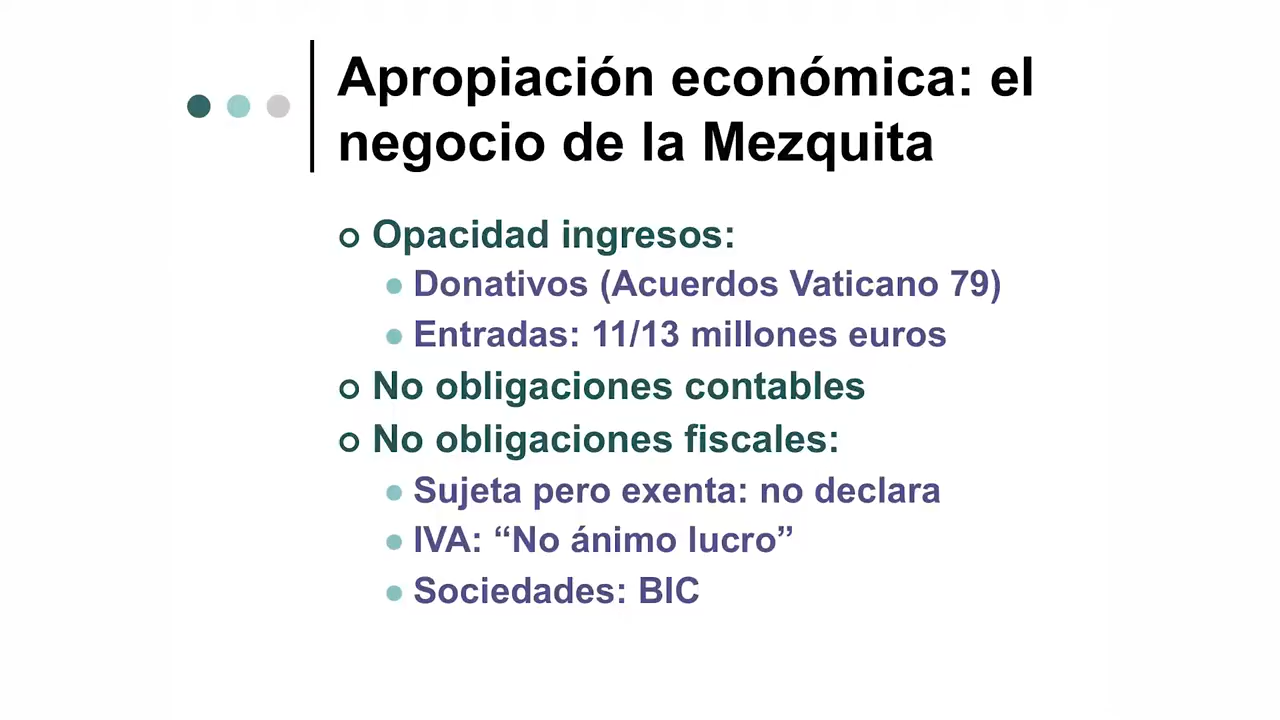 Apropiación económica: el
negocio de la Mezquita
Opacidad ingresos:
Donativos (Acuerdos Vaticano 79)
Entradas: 11/13 millones euros
No obligaciones contables
No obligaciones fiscales:
Sujeta pero exenta: no declara
IVA: “No ánimo lucro”
Sociedades: BIC